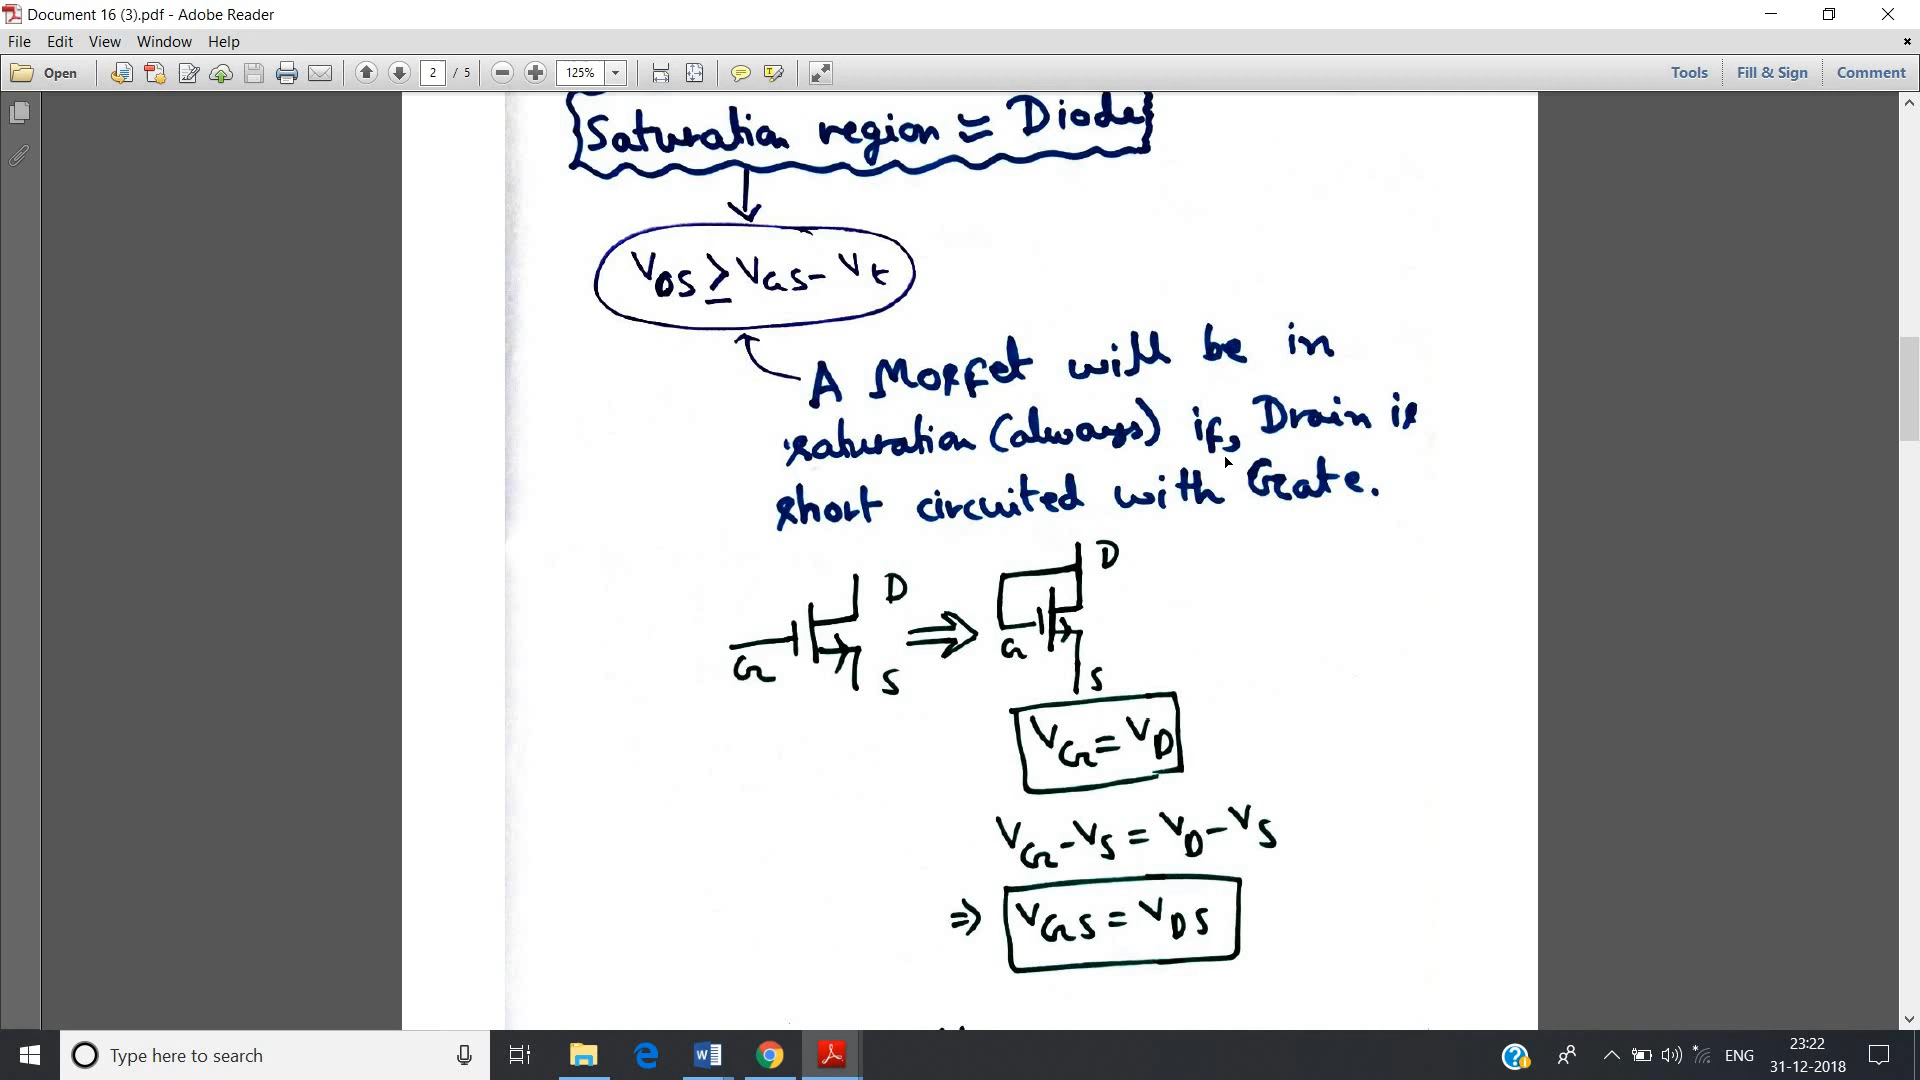 Document 16 (3).pdf - Adobe Reader
File Edit View Window Help
Open 2 / 5 125% Tools Fill & Sign Comment
Saturation region ≃ Diode
VDS ≥ VGS - Vt
A Mosfet will be in
saturation (always) if, Drain is
short circuited with Gate.
D
D
G
S
G
S
VG = VD
VG - VS = VD - VS
⇒ VGS = VDS
Type here to search
ENG
23:22
31-12-2018